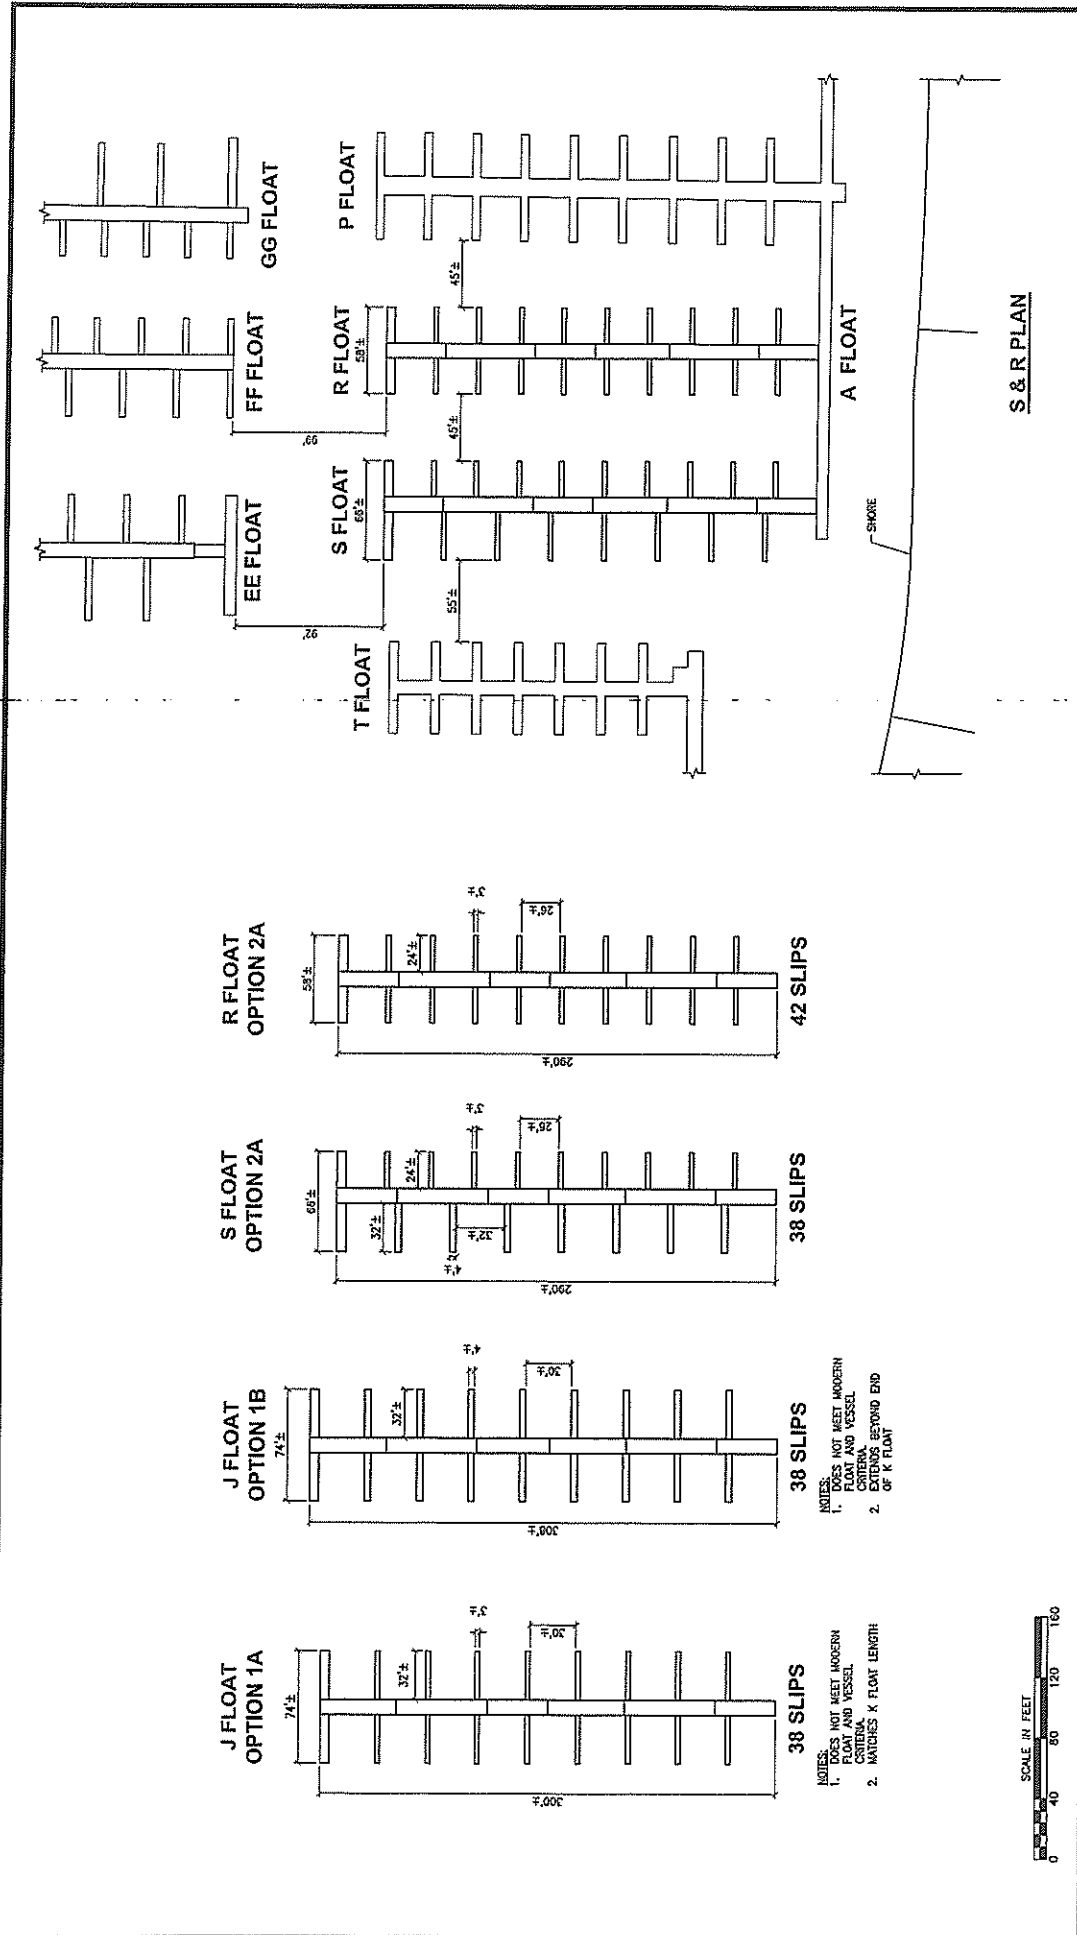 GG FLOAT
FF FLOAT
EE FLOAT
P FLOAT
R FLOAT
58'±
S FLOAT
66'±
T FLOAT
45'±
45'±
55'±
99'
92'
A FLOAT
SHORE
S & R PLAN
R FLOAT
OPTION 2A
58'±
24'±
3'±
26'±
290'±
42 SLIPS
S FLOAT
OPTION 2A
66'±
24'±
3'±
26'±
32'±
32'±
4'±
290'±
38 SLIPS
J FLOAT
OPTION 1B
74'±
32'±
4'±
30'±
308'±
38 SLIPS
NOTES:
1. DOES NOT MEET MODERN
FLOAT AND VESSEL
CRITERIA.
2. EXTENDS BEYOND END
OF K FLOAT
J FLOAT
OPTION 1A
74'±
32'±
3'±
30'±
300'±
38 SLIPS
NOTES:
1. DOES NOT MEET MODERN
FLOAT AND VESSEL
CRITERIA.
2. MATCHES K FLOAT LENGTH
SCALE IN FEET
0 40 80 120 160